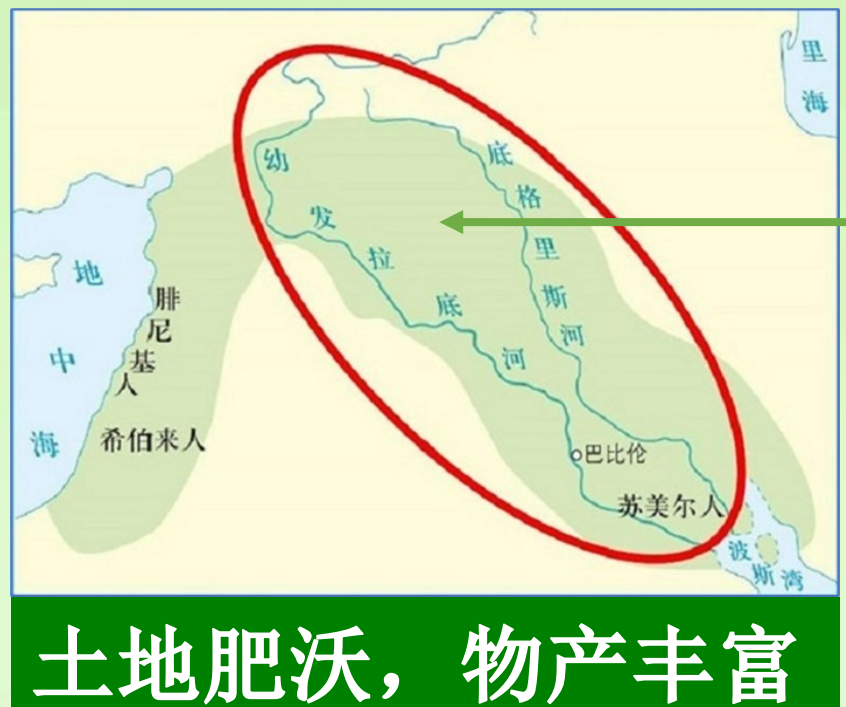 里海
幼发拉底河
底格里斯河
地中海
腓尼基人
希伯来人
巴比伦
苏美尔人
波斯湾
土地肥沃，物产丰富